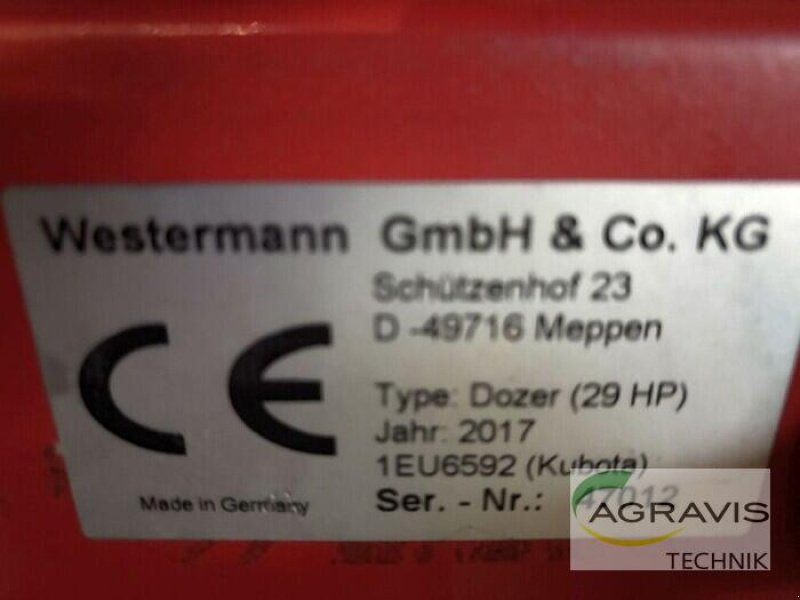 Westermann GmbH & Co. KG
Schützenhof 23
D -49716 Meppen
CE
Type: Dozer (29 HP)
Jahr: 2017
1EU6592 (Kubota)
Made in Germany
Ser. - Nr.: 47012
AGRAVIS
TECHNIK